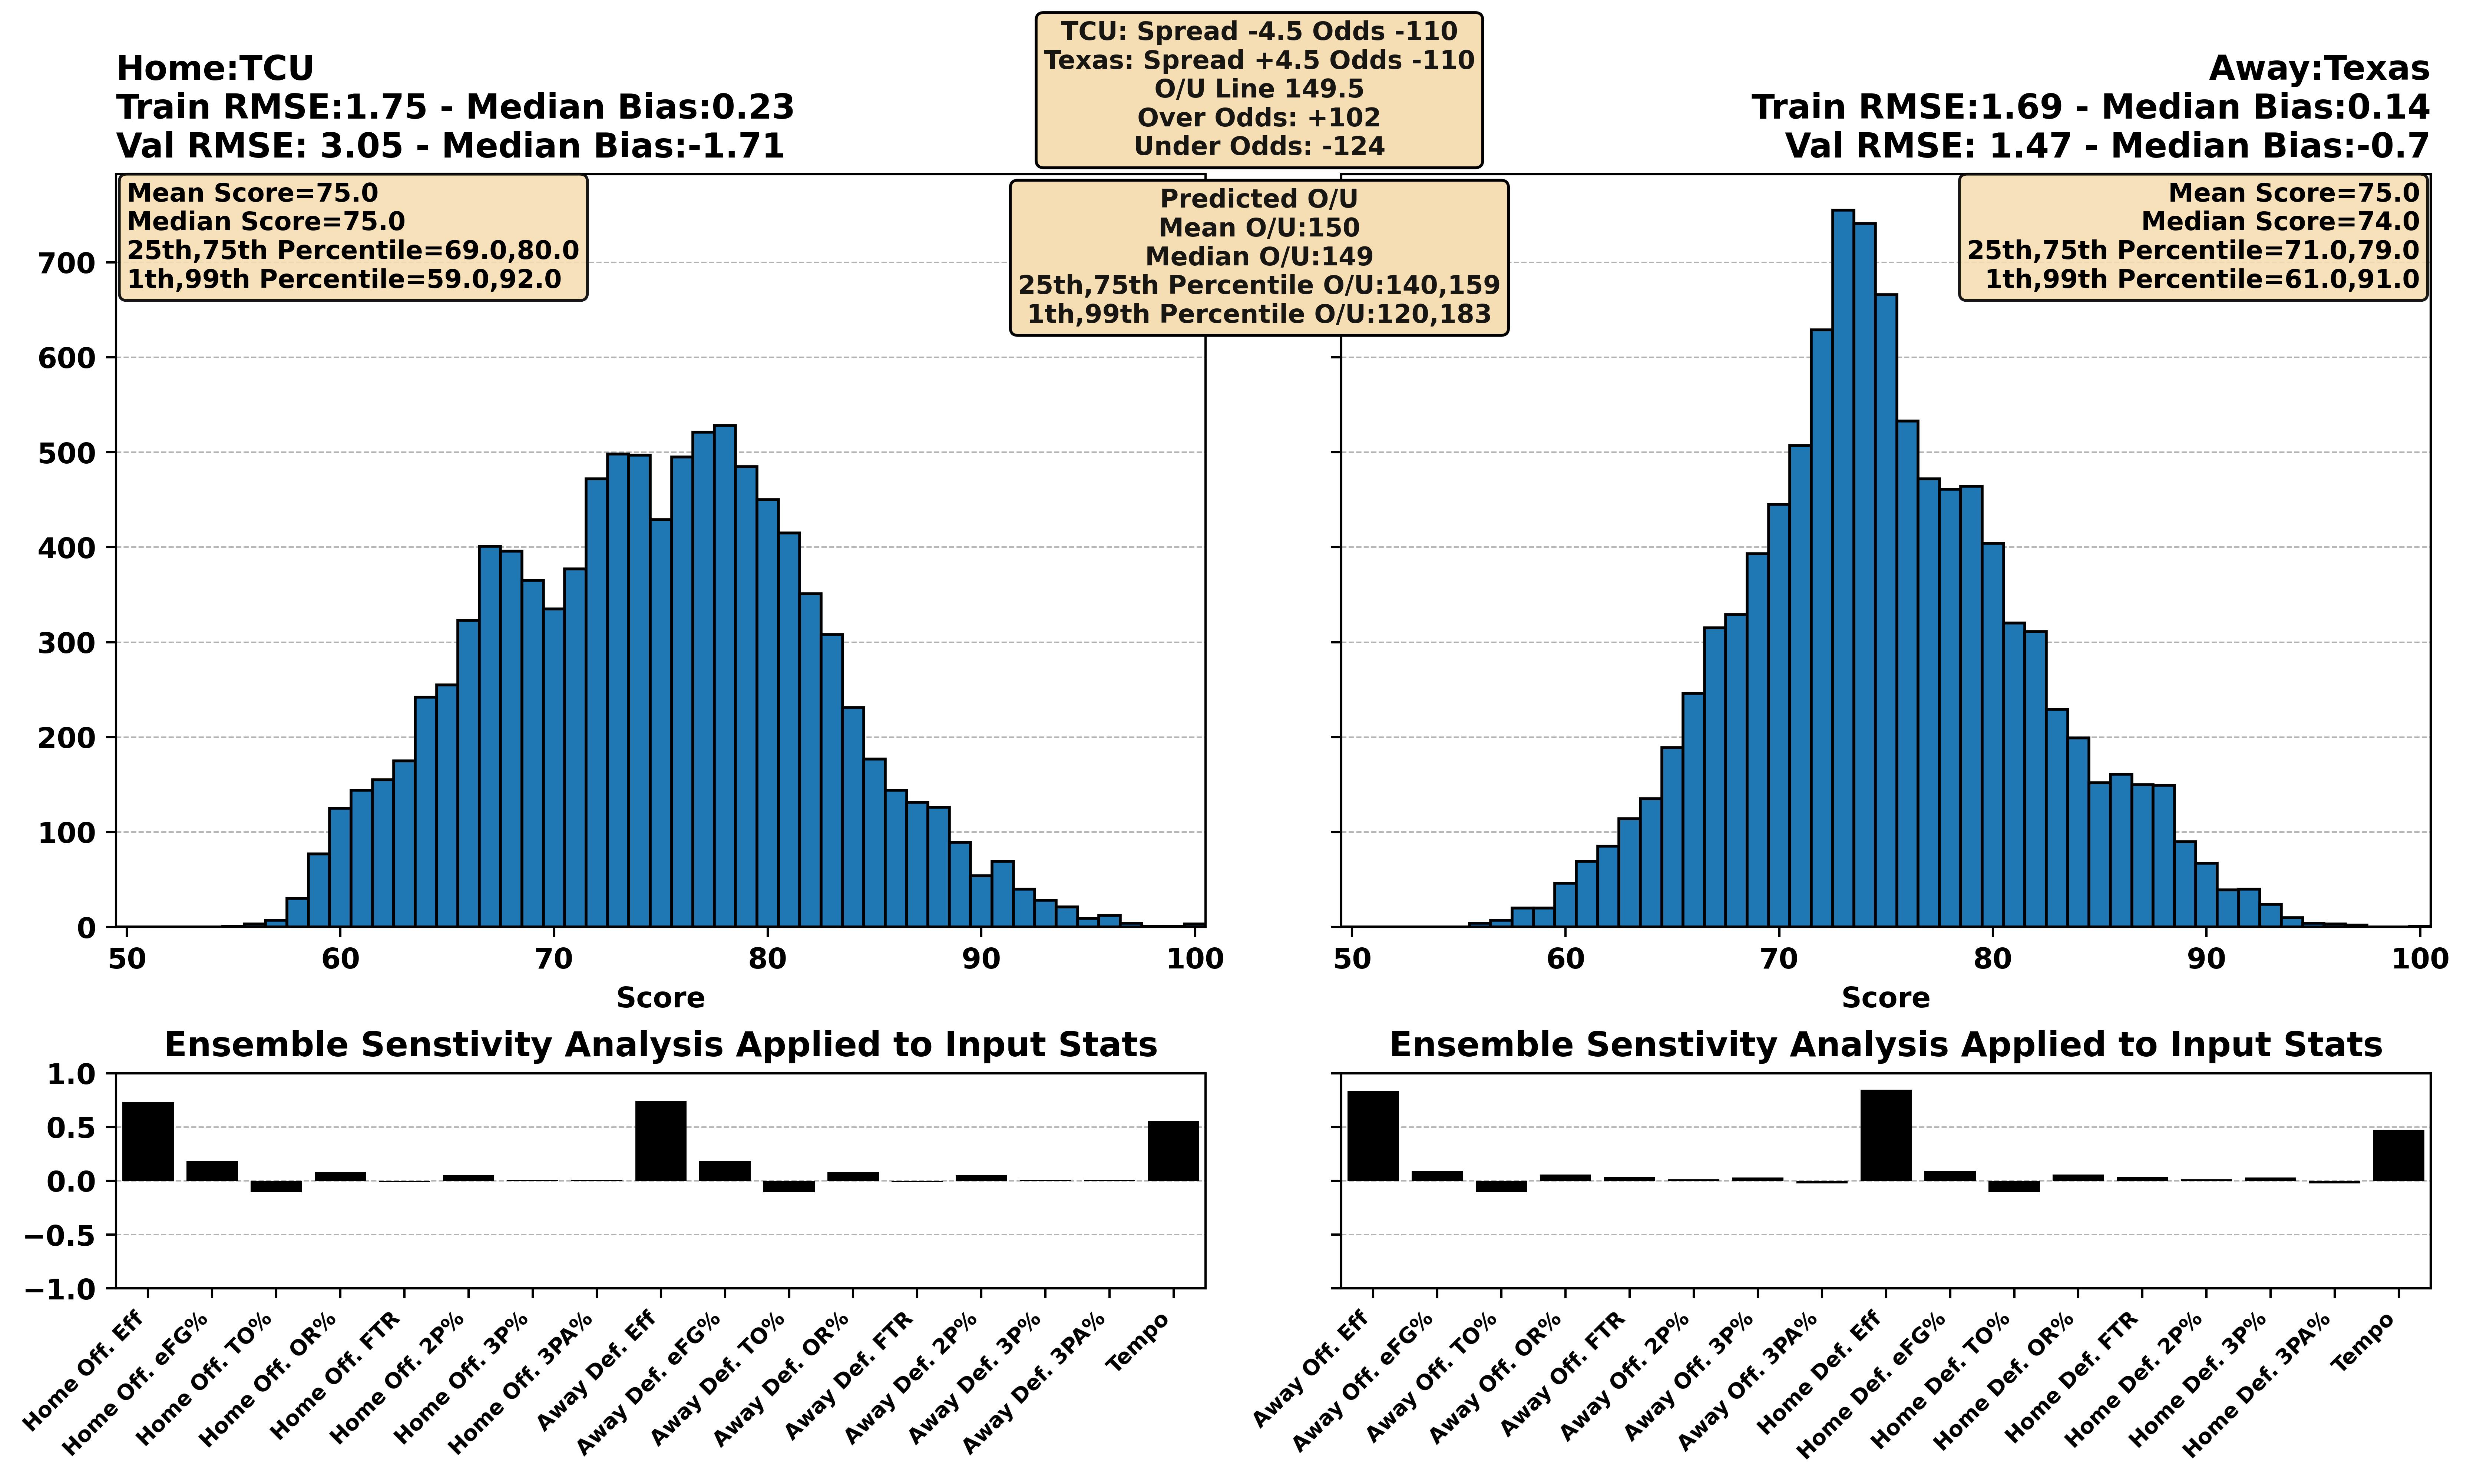 TCU: Spread -4.5 Odds -110
Texas: Spread +4.5 Odds -110
O/U Line 149.5
Over Odds: +102
Under Odds: -124
Home:TCU
Train RMSE:1.75 - Median Bias:0.23
Val RMSE: 3.05 - Median Bias:-1.71
Away:Texas
Train RMSE:1.69 - Median Bias:0.14
Val RMSE: 1.47 - Median Bias:-0.7
Mean Score=75.0
Median Score=75.0
25th,75th Percentile=69.0,80.0
1th,99th Percentile=59.0,92.0
Predicted O/U
Mean O/U:150
Median O/U:149
25th,75th Percentile O/U:140,159
1th,99th Percentile O/U:120,183
Mean Score=75.0
Median Score=74.0
25th,75th Percentile=71.0,79.0
1th,99th Percentile=61.0,91.0
700
600
500
400
300
200
100
0
50 60 70 80 90 100
Score
50 60 70 80 90 100
Score
Ensemble Senstivity Analysis Applied to Input Stats
1.0
0.5
0.0
−0.5
−1.0
Home Off. Eff
Home Off. eFG%
Home Off. TO%
Home Off. OR%
Home Off. FTR
Home Off. 2P%
Home Off. 3P%
Home Off. 3PA%
Away Def. Eff
Away Def. eFG%
Away Def. TO%
Away Def. OR%
Away Def. FTR
Away Def. 2P%
Away Def. 3P%
Away Def. 3PA%
Tempo
Ensemble Senstivity Analysis Applied to Input Stats
Away Off. Eff
Away Off. eFG%
Away Off. TO%
Away Off. OR%
Away Off. FTR
Away Off. 2P%
Away Off. 3P%
Away Off. 3PA%
Home Def. Eff
Home Def. eFG%
Home Def. TO%
Home Def. OR%
Home Def. FTR
Home Def. 2P%
Home Def. 3P%
Home Def. 3PA%
Tempo